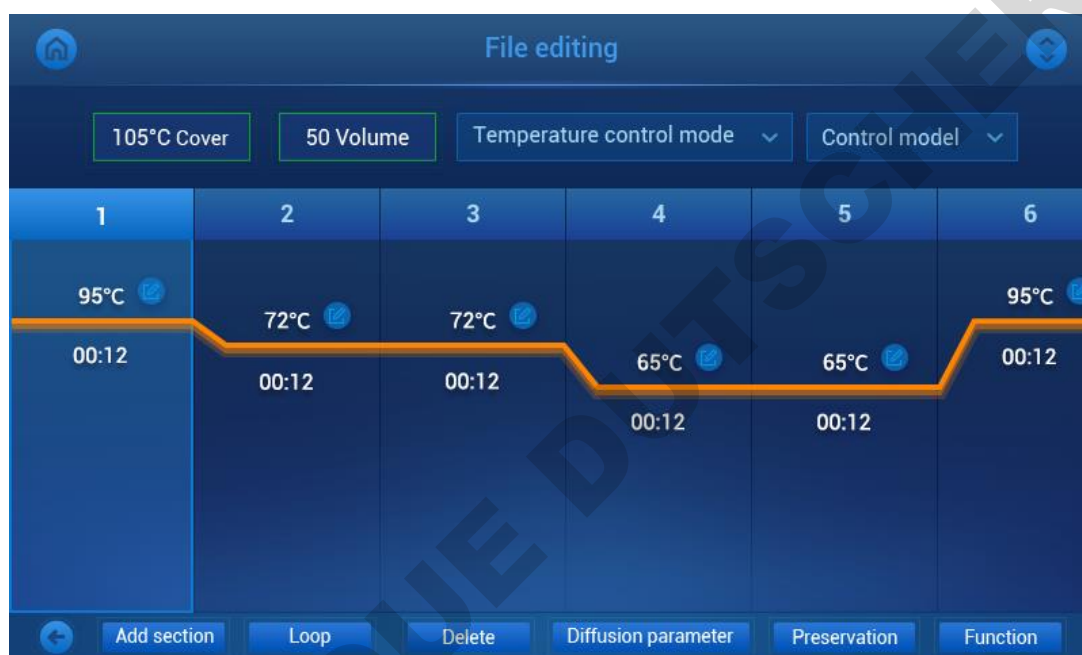 File editing
105°C Cover 50 Volume Temperature control mode Control model
1 2 3 4 5 6
95°C 72°C 72°C 65°C 65°C 95°C
00:12 00:12 00:12 00:12 00:12 00:12
Add section Loop Delete Diffusion parameter Preservation Function
UE DUTSCHER